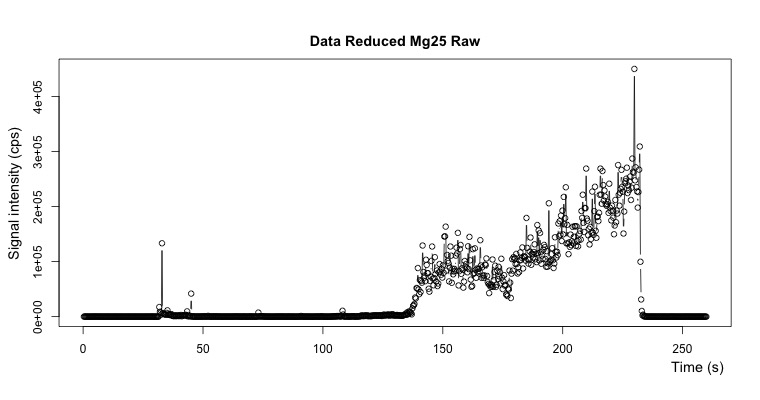 Data Reduced Mg25 Raw
Signal intensity (cps)
4e+05
3e+05
2e+05
1e+05
0e+00
0 50 100 150 200 250
Time (s)